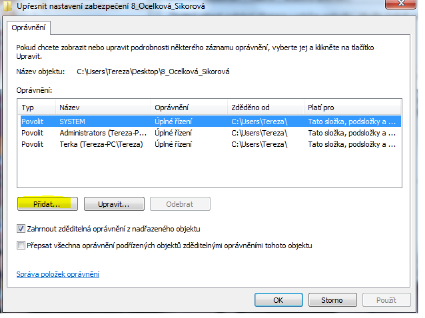 Upřesnit nastavení zabezpečení 8_Ocelková_Sikorová
Oprávnění
Pokud chcete zobrazit nebo upravit podrobnosti některého záznamu oprávnění, vyberte jej a klikněte na tlačítko
Upravit.
Název objektu: C:\Users\Tereza\Desktop\8_Ocelková_Sikorová
Oprávnění:
Typ Název Oprávnění Zděděno od Platí pro
Povolit SYSTEM Úplné řízení C:\Users\Tereza\ Tato složka, podsložky a ...
Povolit Administrators (Tereza-P... Úplné řízení C:\Users\Tereza\ Tato složka, podsložky a ...
Povolit Terka (Tereza-PC\Tereza) Úplné řízení C:\Users\Tereza\ Tato složka, podsložky a ...
Přidat... Upravit... Odebrat
Zahrnout zděditelná oprávnění z nadřazeného objektu
Přepsat všechna oprávnění podřízených objektů zděditelnými oprávněními tohoto objektu
Správa položek oprávnění
OK Storno Použít